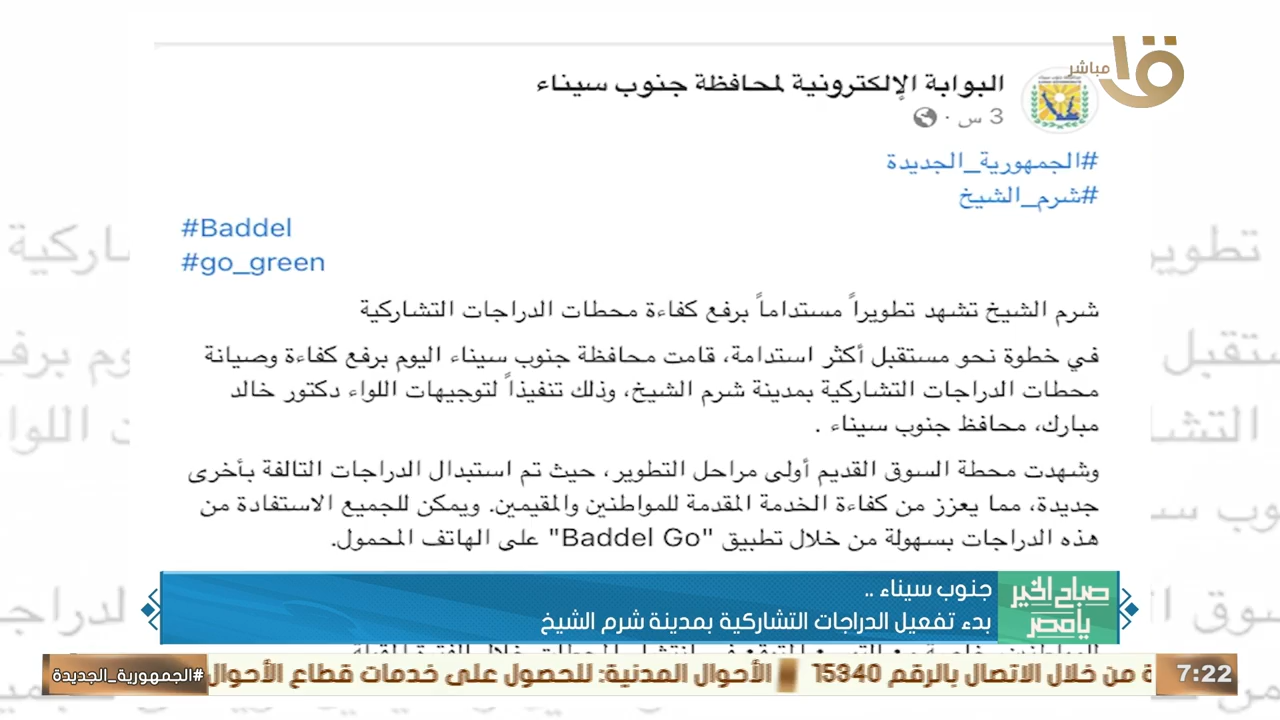 مباشر
البوابة الإلكترونية لمحافظة جنوب سيناء
3 س ·
#الجمهورية_الجديدة
#شرم_الشيخ
#Baddel
#go_green
شرم الشيخ تشهد تطويراً مستداماً برفع كفاءة محطات الدراجات التشاركية
في خطوة نحو مستقبل أكثر استدامة، قامت محافظة جنوب سيناء اليوم برفع كفاءة وصيانة
محطات الدراجات التشاركية بمدينة شرم الشيخ، وذلك تنفيذاً لتوجيهات اللواء دكتور خالد
مبارك، محافظ جنوب سيناء .
وشهدت محطة السوق القديم أولى مراحل التطوير، حيث تم استبدال الدراجات التالفة بأخرى
جديدة، مما يعزز من كفاءة الخدمة المقدمة للمواطنين والمقيمين. ويمكن للجميع الاستفادة من
هذه الدراجات بسهولة من خلال تطبيق "Baddel Go" على الهاتف المحمول.
صباح الخير
يا مصر
جنوب سيناء ..
بدء تفعيل الدراجات التشاركية بمدينة شرم الشيخ
7:22
ة من خلال الاتصال بالرقم 15340
الأحوال المدنية: للحصول على خدمات قطاع الأحوال
#الجمهورية_الجديدة